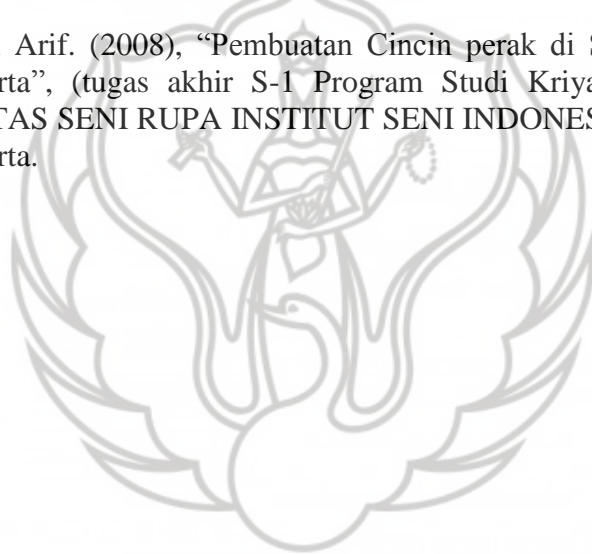 Arif. (2008), “Pembuatan Cincin perak di
rta”, (tugas akhir S-1 Program Studi Kriya
TAS SENI RUPA INSTITUT SENI INDONES
rta.